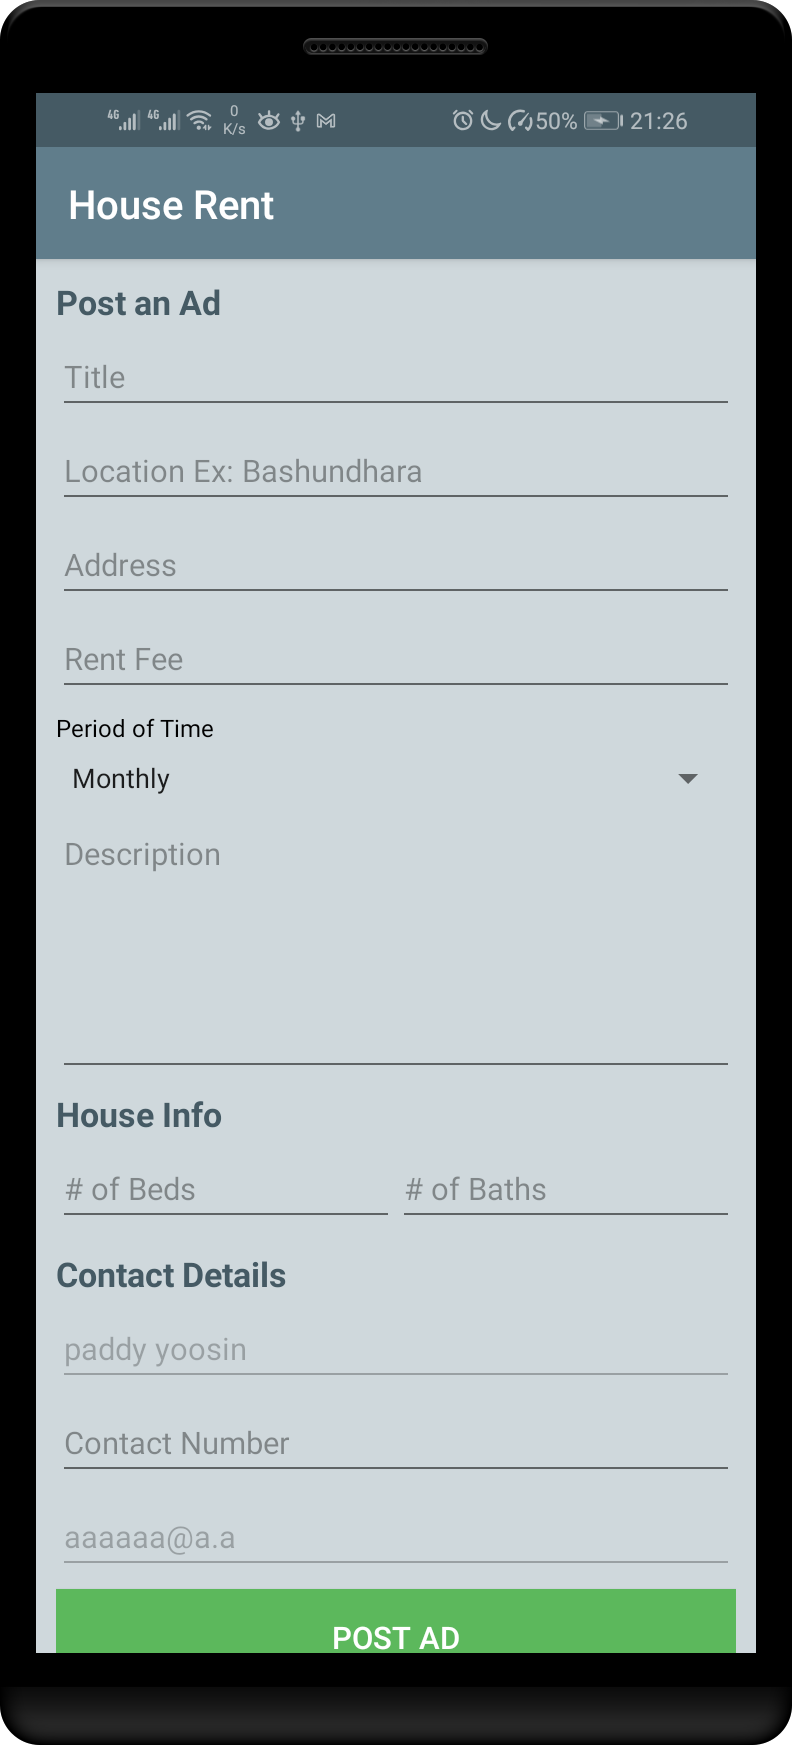 4G 4G 0 K/s 50% 21:26
House Rent
Post an Ad
Title
Location Ex: Bashundhara
Address
Rent Fee
Period of Time
Monthly
Description
House Info
# of Beds # of Baths
Contact Details
paddy yoosin
Contact Number
aaaaaa@a.a
POST AD